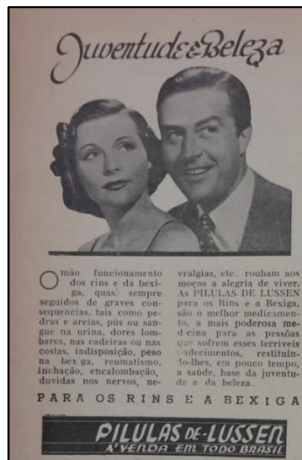 Juventude & Beleza
O máo funcionamento
dos rins e da bexi-
ga, quasi sempre
seguidos de graves con-
sequencias, tais como pe-
dras e areias, pús ou san-
gue na urina, dores lom-
bares, nas cadeiras ou nas
costas, indisposição, peso
na bexiga, reumatismo,
inchação, encalombação,
duvidas nos nervos, ne-
vralgias, etc. roubam aos
moços a alegria de viver.
As PILULAS DE LUSSEN
para os Rins e a Bexiga,
são o melhor medicamen-
to, a mais poderosa me-
dicina para as pessoas
que sofrem esses terriveis
padecimentos, restituin-
do-lhes, em pouco tempo,
a saúde, base da juventu-
de e da beleza.
PARA OS RINS E A BEXIGA
PILULAS DE-LUSSEN
A' VENDA EM TODO BRASIL